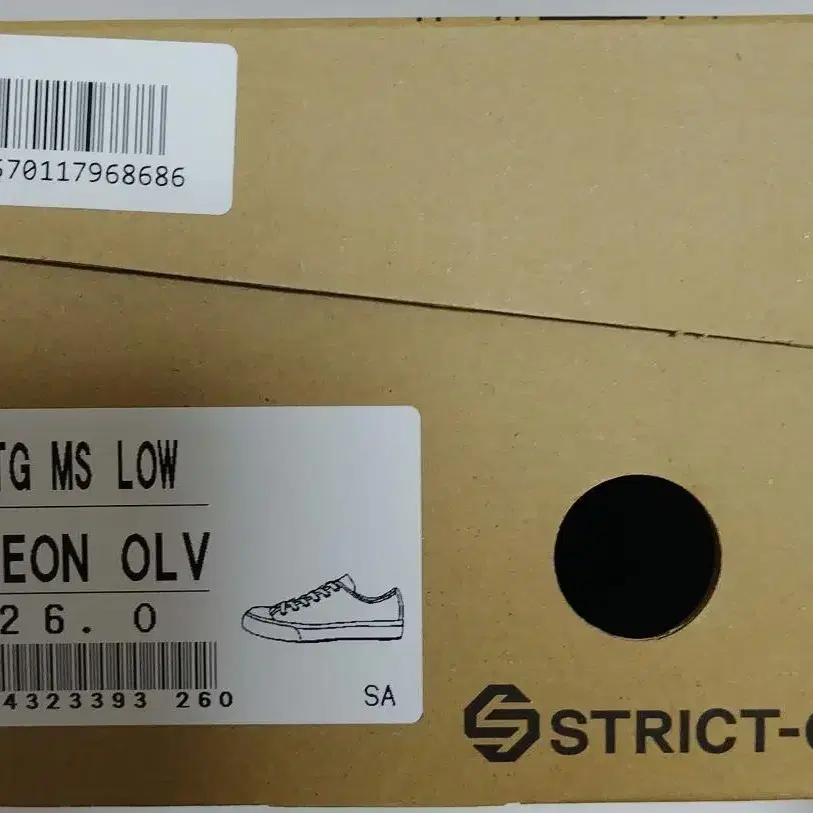 570117968686
TG MS LOW
EON OLV
26.0
4323393 260
SA
STRICT-